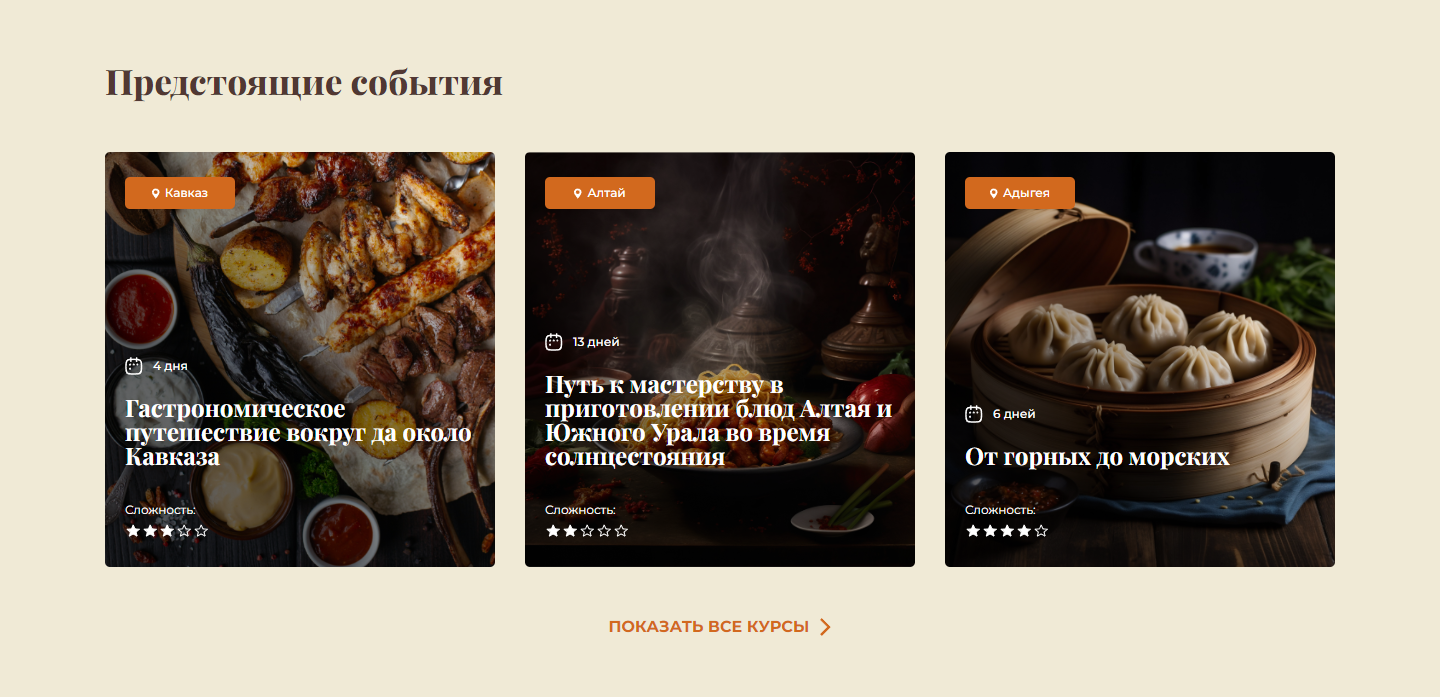 Предстоящие события
Кавказ
4 дня
Гастрономическое
путешествие вокруг да около
Кавказа
Сложность:
Алтай
13 дней
Путь к мастерству в
приготовлении блюд Алтая и
Южного Урала во время
солнцестояния
Сложность:
Адыгея
6 дней
От горных до морских
Сложность:
ПОКАЗАТЬ ВСЕ КУРСЫ